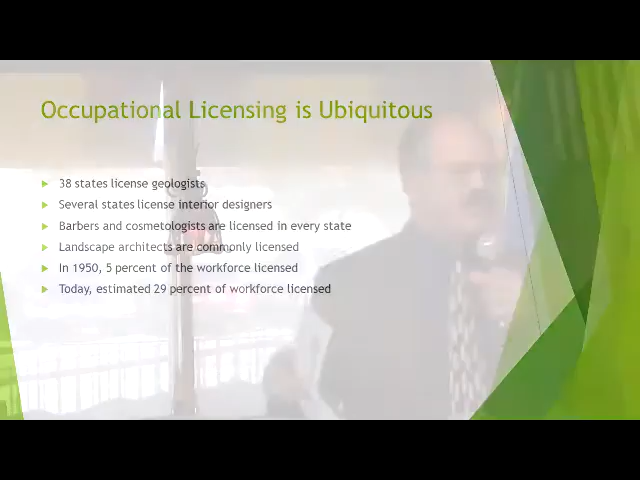 Occupational Licensing is Ubiquitous
38 states license geologists
Several states license interior designers
Barbers and cosmetologists are licensed in every state
Landscape architects are commonly licensed
In 1950, 5 percent of the workforce licensed
Today, estimated 29 percent of workforce licensed